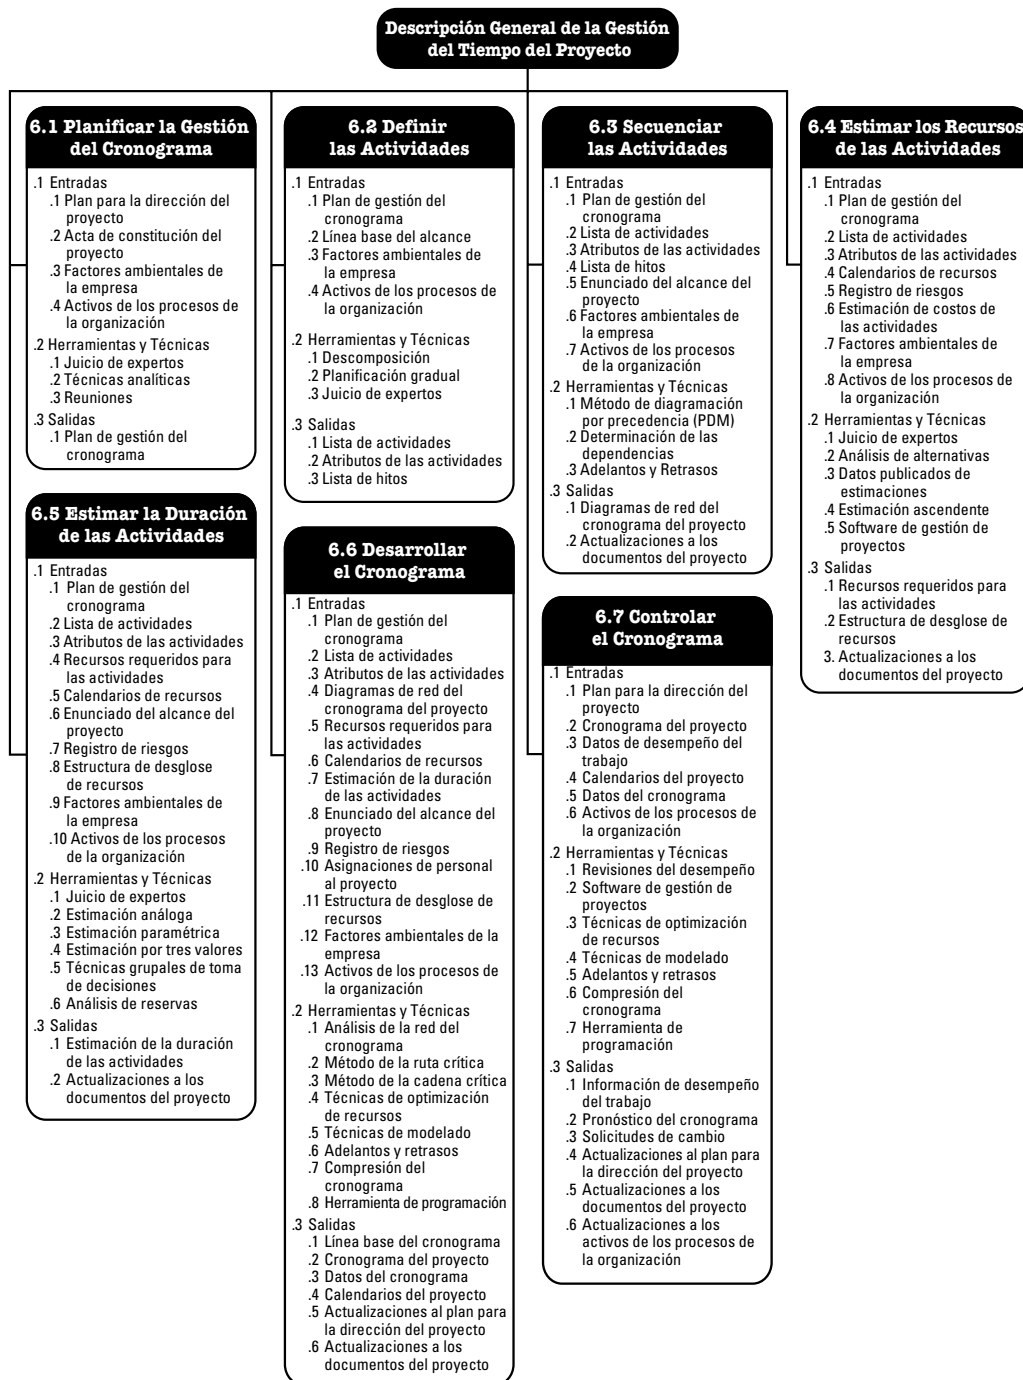 Descripción General de la Gestión
del Tiempo del Proyecto
6.1 Planificar la Gestión
del Cronograma
.1 Entradas
.1 Plan para la dirección del
proyecto
.2 Acta de constitución del
proyecto
.3 Factores ambientales de
la empresa
.4 Activos de los procesos de
la organización
.2 Herramientas y Técnicas
.1 Juicio de expertos
.2 Técnicas analíticas
.3 Reuniones
.3 Salidas
.1 Plan de gestión del
cronograma
6.2 Definir
las Actividades
.1 Entradas
.1 Plan de gestión del
cronograma
.2 Línea base del alcance
.3 Factores ambientales de
la empresa
.4 Activos de los procesos de
la organización
.2 Herramientas y Técnicas
.1 Descomposición
.2 Planificación gradual
.3 Juicio de expertos
.3 Salidas
.1 Lista de actividades
.2 Atributos de las actividades
.3 Lista de hitos
6.3 Secuenciar
las Actividades
.1 Entradas
.1 Plan de gestión del
cronograma
.2 Lista de actividades
.3 Atributos de las actividades
.4 Lista de hitos
.5 Enunciado del alcance del
proyecto
.6 Factores ambientales de
la empresa
.7 Activos de los procesos
de la organización
.2 Herramientas y Técnicas
.1 Método de diagramación
por precedencia (PDM)
.2 Determinación de las
dependencias
.3 Adelantos y Retrasos
.3 Salidas
.1 Diagramas de red del
cronograma del proyecto
.2 Actualizaciones a los
documentos del proyecto
6.4 Estimar los Recursos
de las Actividades
.1 Entradas
.1 Plan de gestión del
cronograma
.2 Lista de actividades
.3 Atributos de las actividades
.4 Calendarios de recursos
.5 Registro de riesgos
.6 Estimación de costos de
las actividades
.7 Factores ambientales de
la empresa
.8 Activos de los procesos de
la organización
.2 Herramientas y Técnicas
.1 Juicio de expertos
.2 Análisis de alternativas
.3 Datos publicados de
estimaciones
.4 Estimación ascendente
.5 Software de gestión de
proyectos
.3 Salidas
.1 Recursos requeridos para
las actividades
.2 Estructura de desglose de
recursos
3. Actualizaciones a los
documentos del proyecto
6.5 Estimar la Duración
de las Actividades
.1 Entradas
.1 Plan de gestión del
cronograma
.2 Lista de actividades
.3 Atributos de las actividades
.4 Recursos requeridos para
las actividades
.5 Calendarios de recursos
.6 Enunciado del alcance del
proyecto
.7 Registro de riesgos
.8 Estructura de desglose
de recursos
.9 Factores ambientales de
la empresa
.10 Activos de los procesos
de la organización
.2 Herramientas y Técnicas
.1 Juicio de expertos
.2 Estimación análoga
.3 Estimación paramétrica
.4 Estimación por tres valores
.5 Técnicas grupales de toma
de decisiones
.6 Análisis de reservas
.3 Salidas
.1 Estimación de la duración
de las actividades
.2 Actualizaciones a los
documentos del proyecto
6.6 Desarrollar
el Cronograma
.1 Entradas
.1 Plan de gestión del
cronograma
.2 Lista de actividades
.3 Atributos de las actividades
.4 Diagramas de red del
cronograma del proyecto
.5 Recursos requeridos para
las actividades
.6 Calendarios de recursos
.7 Estimación de la duración
de las actividades
.8 Enunciado del alcance del
proyecto
.9 Registro de riesgos
.10 Asignaciones de personal
al proyecto
.11 Estructura de desglose de
recursos
.12 Factores ambientales de la
empresa
.13 Activos de los procesos de
la organización
.2 Herramientas y Técnicas
.1 Análisis de la red del
cronograma
.2 Método de la ruta crítica
.3 Método de la cadena crítica
.4 Técnicas de optimización
de recursos
.5 Técnicas de modelado
.6 Adelantos y retrasos
.7 Compresión del
cronograma
.8 Herramienta de programación
.3 Salidas
.1 Línea base del cronograma
.2 Cronograma del proyecto
.3 Datos del cronograma
.4 Calendarios del proyecto
.5 Actualizaciones al plan para
la dirección del proyecto
.6 Actualizaciones a los
documentos del proyecto
6.7 Controlar
el Cronograma
.1 Entradas
.1 Plan para la dirección del
proyecto
.2 Cronograma del proyecto
.3 Datos de desempeño del
trabajo
.4 Calendarios del proyecto
.5 Datos del cronograma
.6 Activos de los procesos de
la organización
.2 Herramientas y Técnicas
.1 Revisiones del desempeño
.2 Software de gestión de
proyectos
.3 Técnicas de optimización
de recursos
.4 Técnicas de modelado
.5 Adelantos y retrasos
.6 Compresión del
cronograma
.7 Herramienta de
programación
.3 Salidas
.1 Información de desempeño
del trabajo
.2 Pronóstico del cronograma
.3 Solicitudes de cambio
.4 Actualizaciones al plan para
la dirección del proyecto
.5 Actualizaciones a los
documentos del proyecto
.6 Actualizaciones a los
activos de los procesos de
la organización